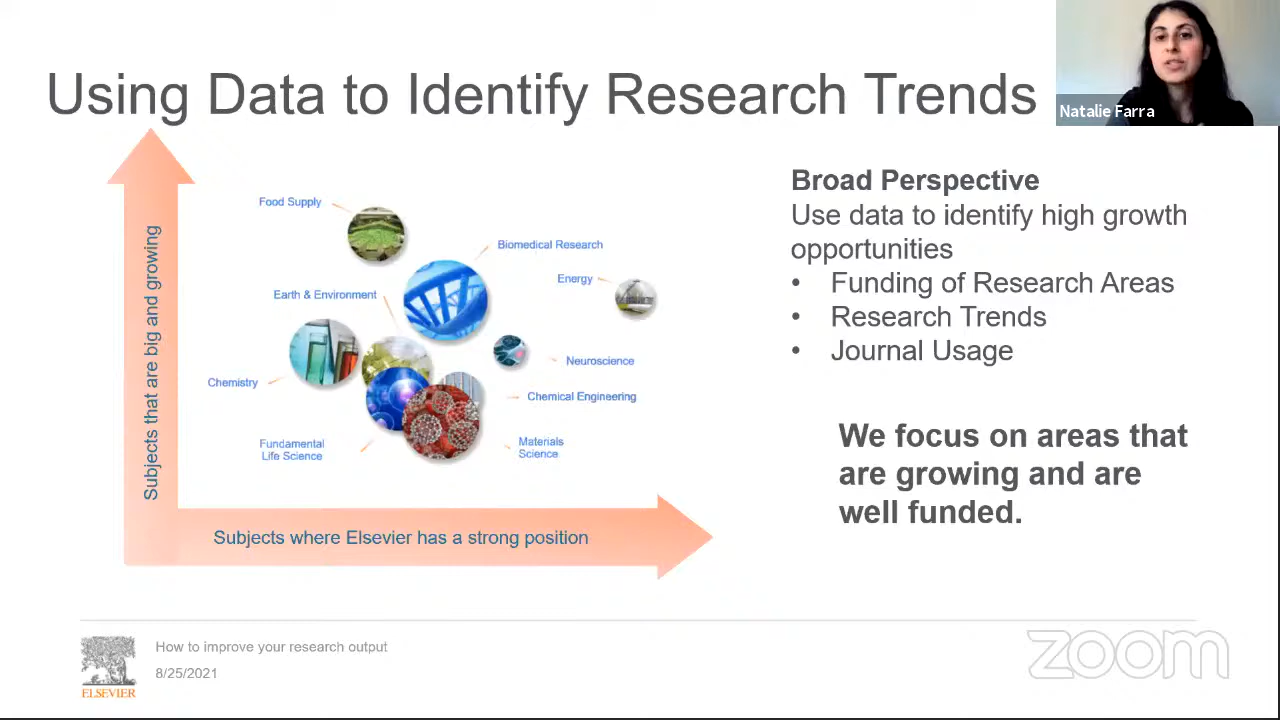 Using Data to Identify Research Trends
Natalie Farra
Subjects that are big and growing
Food Supply
Biomedical Research
Energy
Earth & Environment
Neuroscience
Chemistry
Chemical Engineering
Fundamental
Life Science
Materials
Science
Subjects where Elsevier has a strong position
Broad Perspective
Use data to identify high growth
opportunities
• Funding of Research Areas
• Research Trends
• Journal Usage
We focus on areas that
are growing and are
well funded.
How to improve your research output
8/25/2021
ELSEVIER
zoom